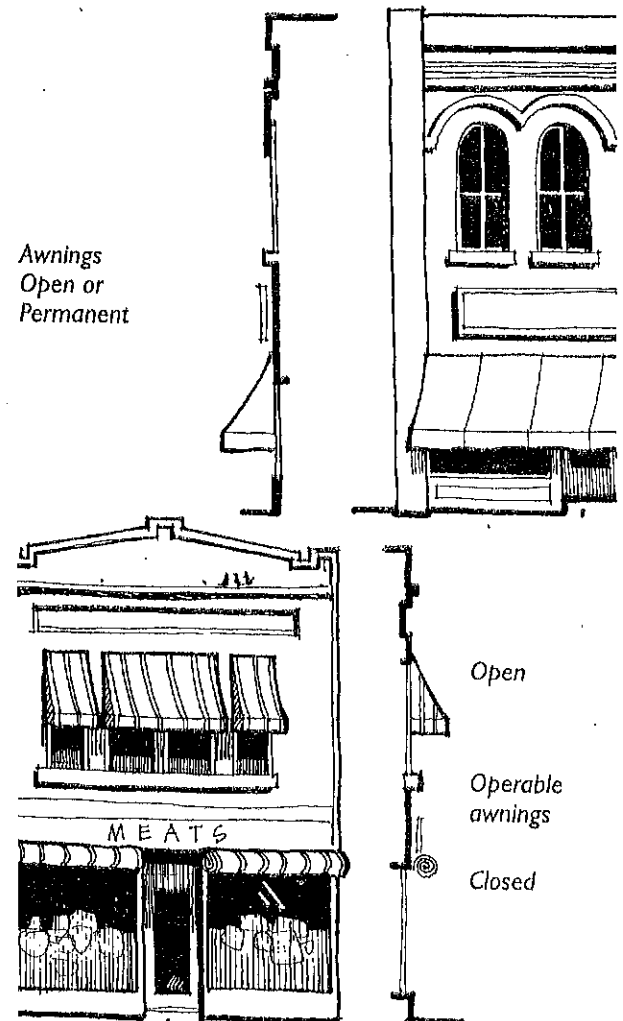 Awnings
Open or
Permanent
MEATS
Open
Operable
awnings
Closed